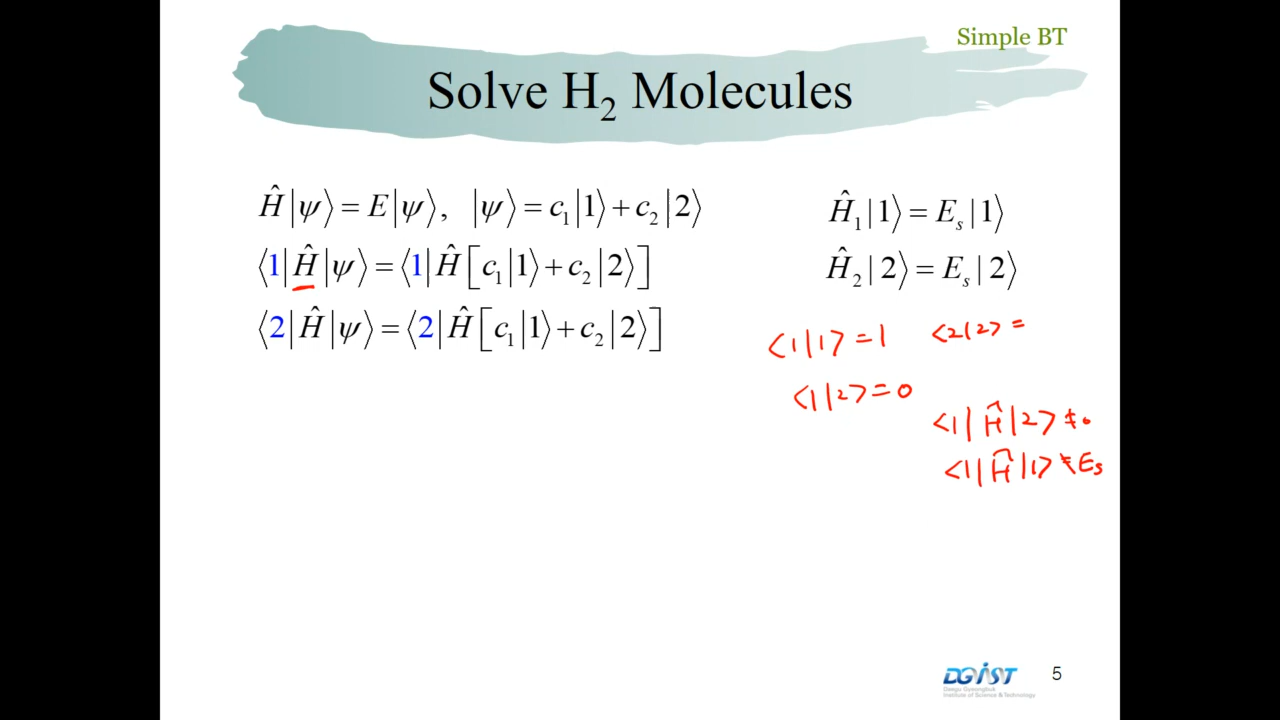 Simple BT
Solve H₂ Molecules
Ĥ|ψ⟩ = E|ψ⟩, |ψ⟩ = c₁|1⟩ + c₂|2⟩
⟨1|Ĥ|ψ⟩ = ⟨1|Ĥ[c₁|1⟩ + c₂|2⟩]
⟨2|Ĥ|ψ⟩ = ⟨2|Ĥ[c₁|1⟩ + c₂|2⟩]
Ĥ₁|1⟩ = Eₛ|1⟩
Ĥ₂|2⟩ = Eₛ|2⟩
<1|1> = 1 <2|2> =
<1|2> = 0
<1|Ĥ|2> ≠ 0
<1|Ĥ|1> ≠ Eₛ
DGIST
Daegu Gyeongbuk
Institute of Science & Technology
5